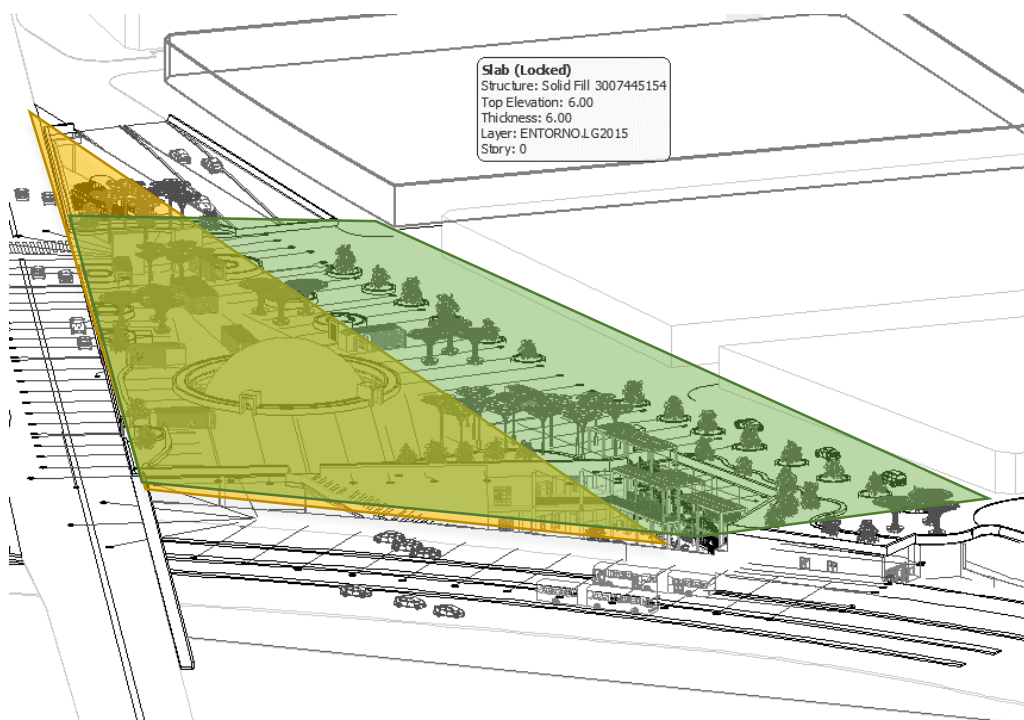 Slab (Locked)
Structure: Solid Fill 3007445154
Top Elevation: 6.00
Thickness: 6.00
Layer: ENTORNO.LG2015
Story: 0